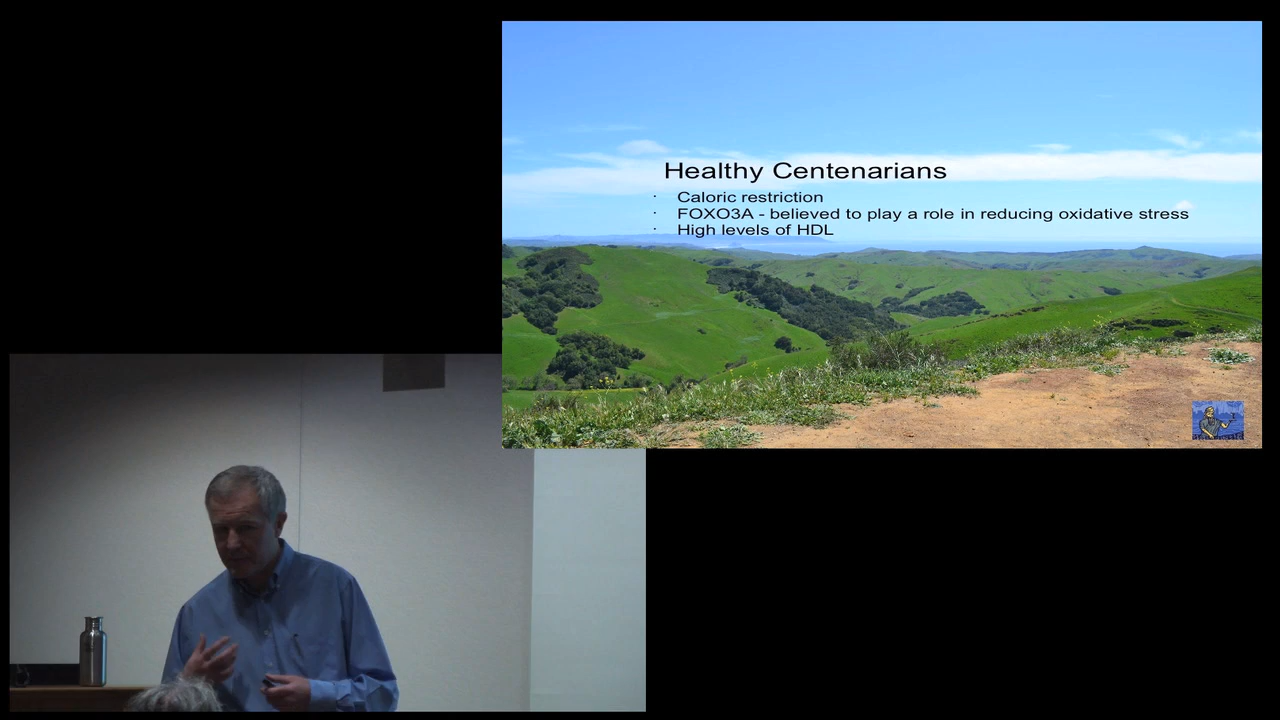 Healthy Centenarians
· Caloric restriction
· FOXO3A - believed to play a role in reducing oxidative stress
· High levels of HDL